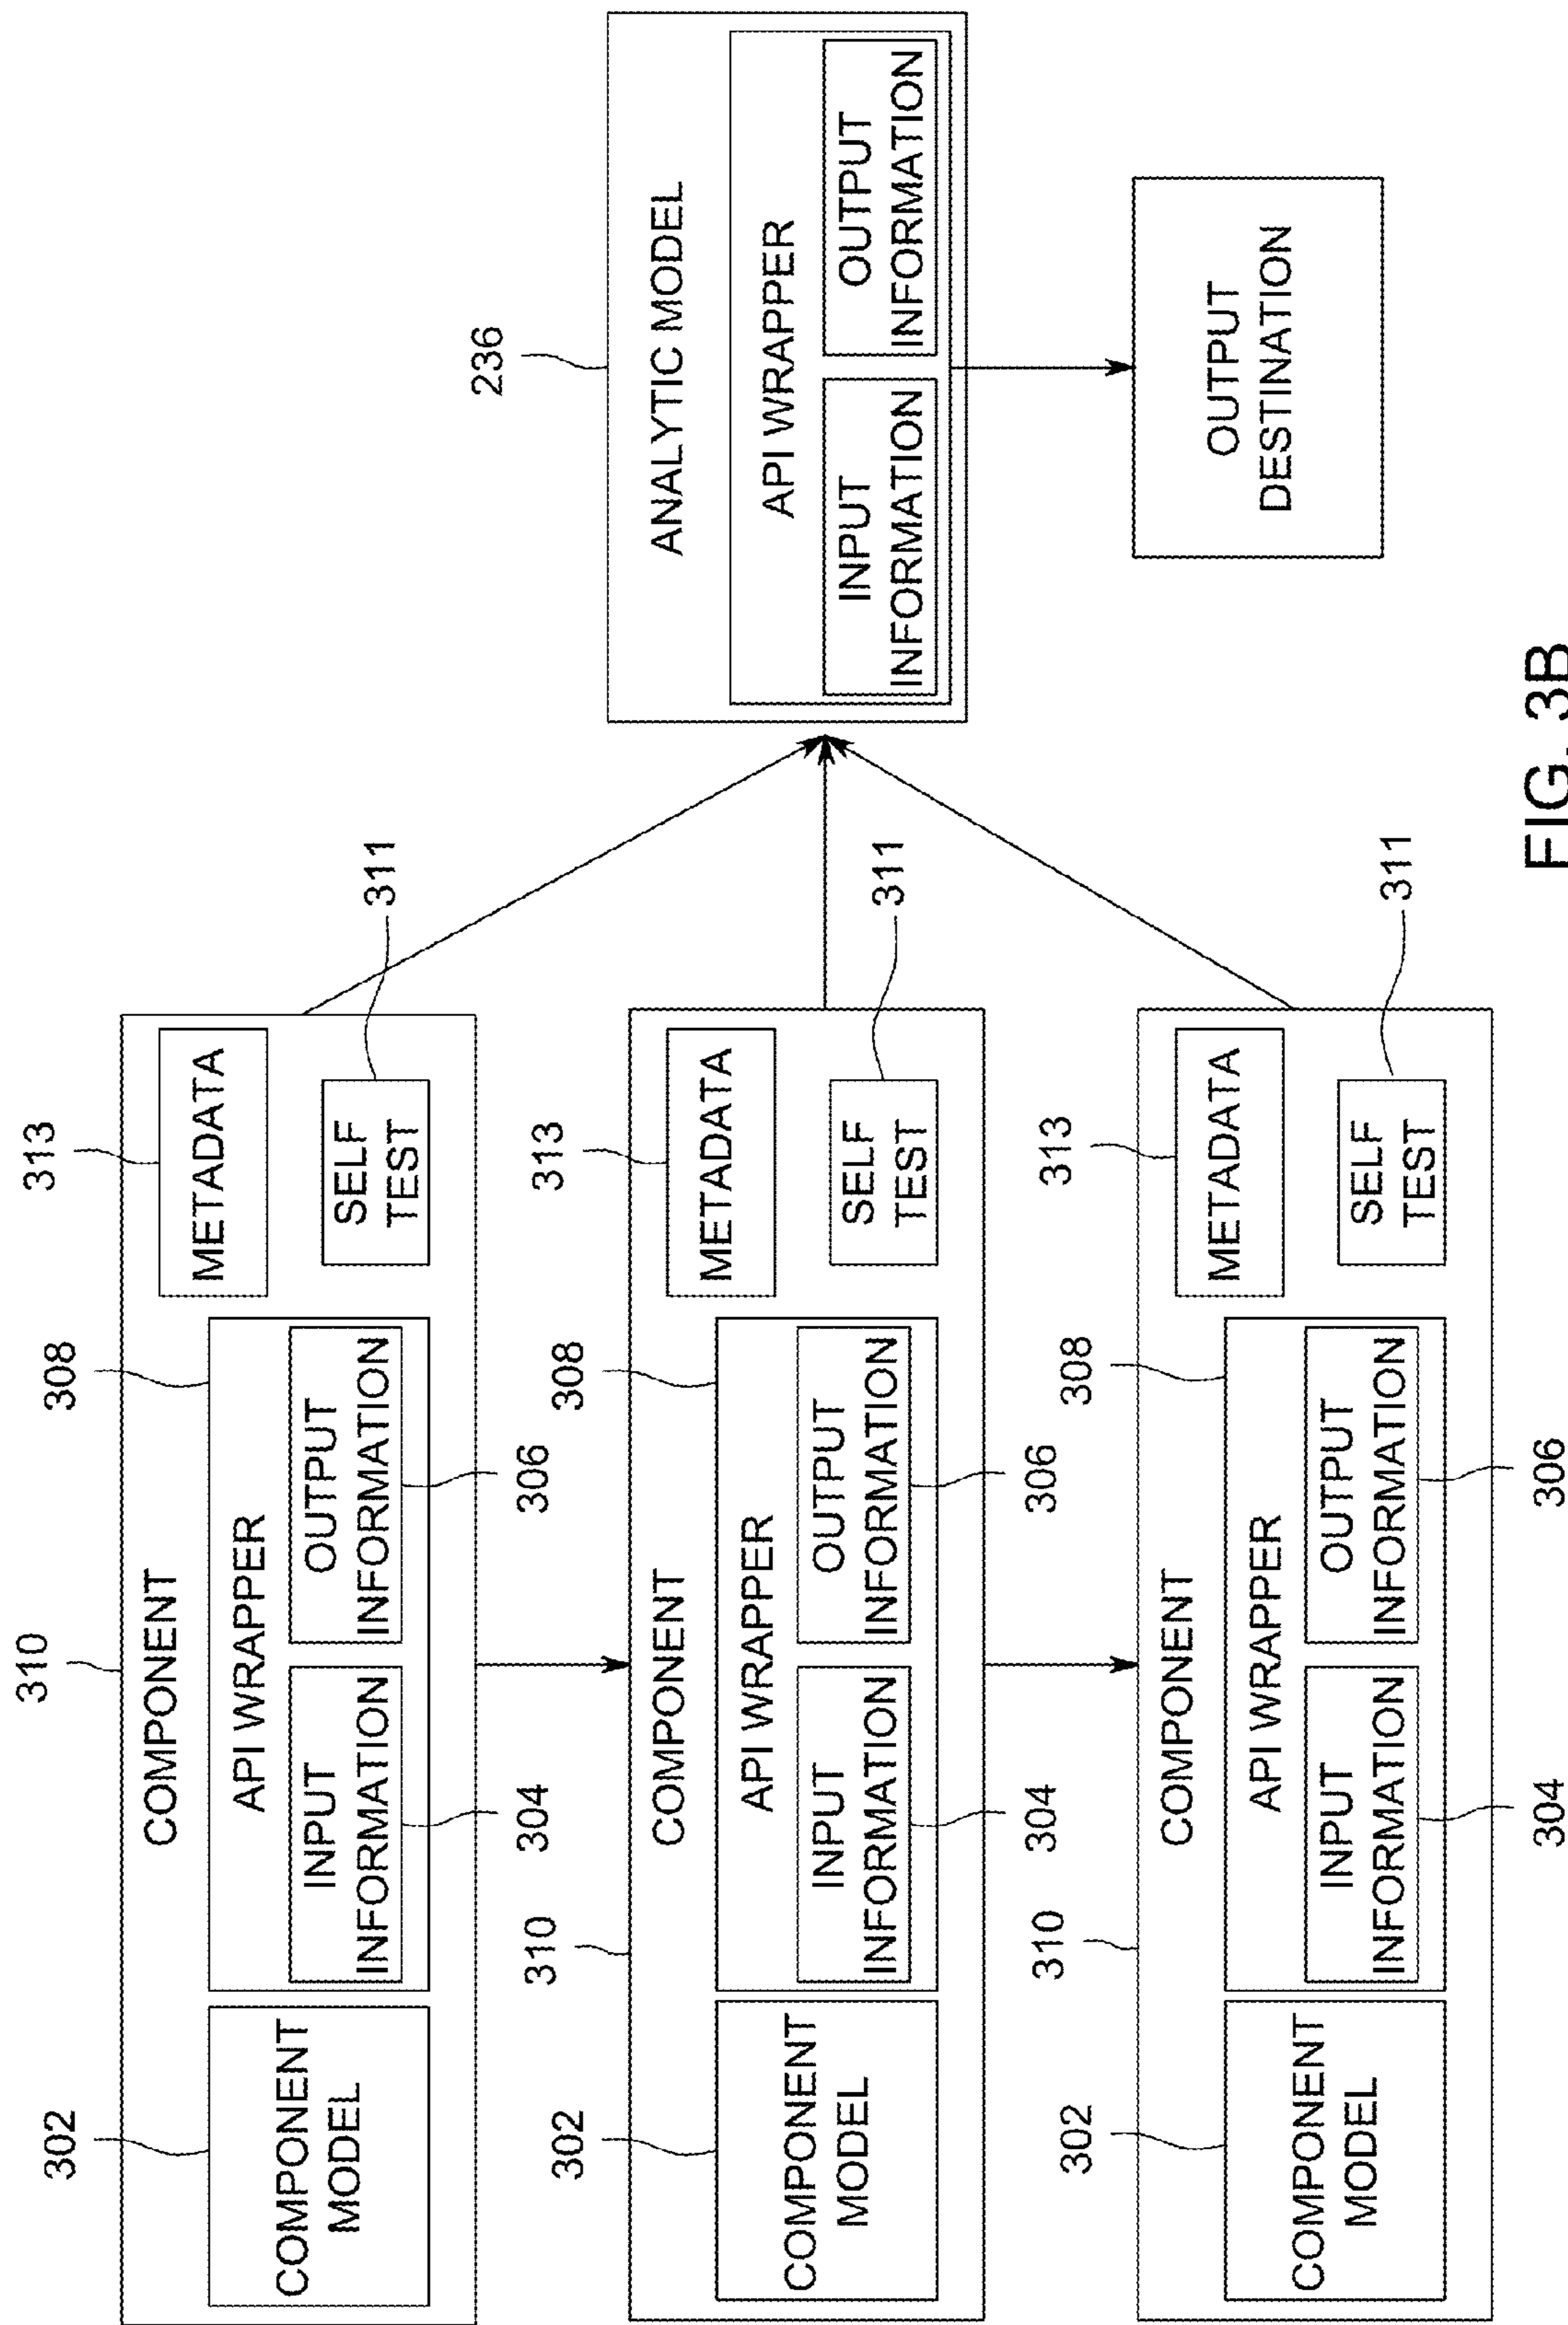 310
COMPONENT
302
COMPONENT
MODEL
308
API WRAPPER
INPUT
INFORMATION
304
OUTPUT
INFORMATION
306
313
METADATA
SELF
TEST
311
310
COMPONENT
302
COMPONENT
MODEL
308
API WRAPPER
INPUT
INFORMATION
304
OUTPUT
INFORMATION
306
313
METADATA
SELF
TEST
311
310
COMPONENT
302
COMPONENT
MODEL
308
API WRAPPER
INPUT
INFORMATION
304
OUTPUT
INFORMATION
306
313
METADATA
SELF
TEST
311
236
ANALYTIC MODEL
API WRAPPER
INPUT
INFORMATION
OUTPUT
INFORMATION
OUTPUT
DESTINATION
FIG. 3B